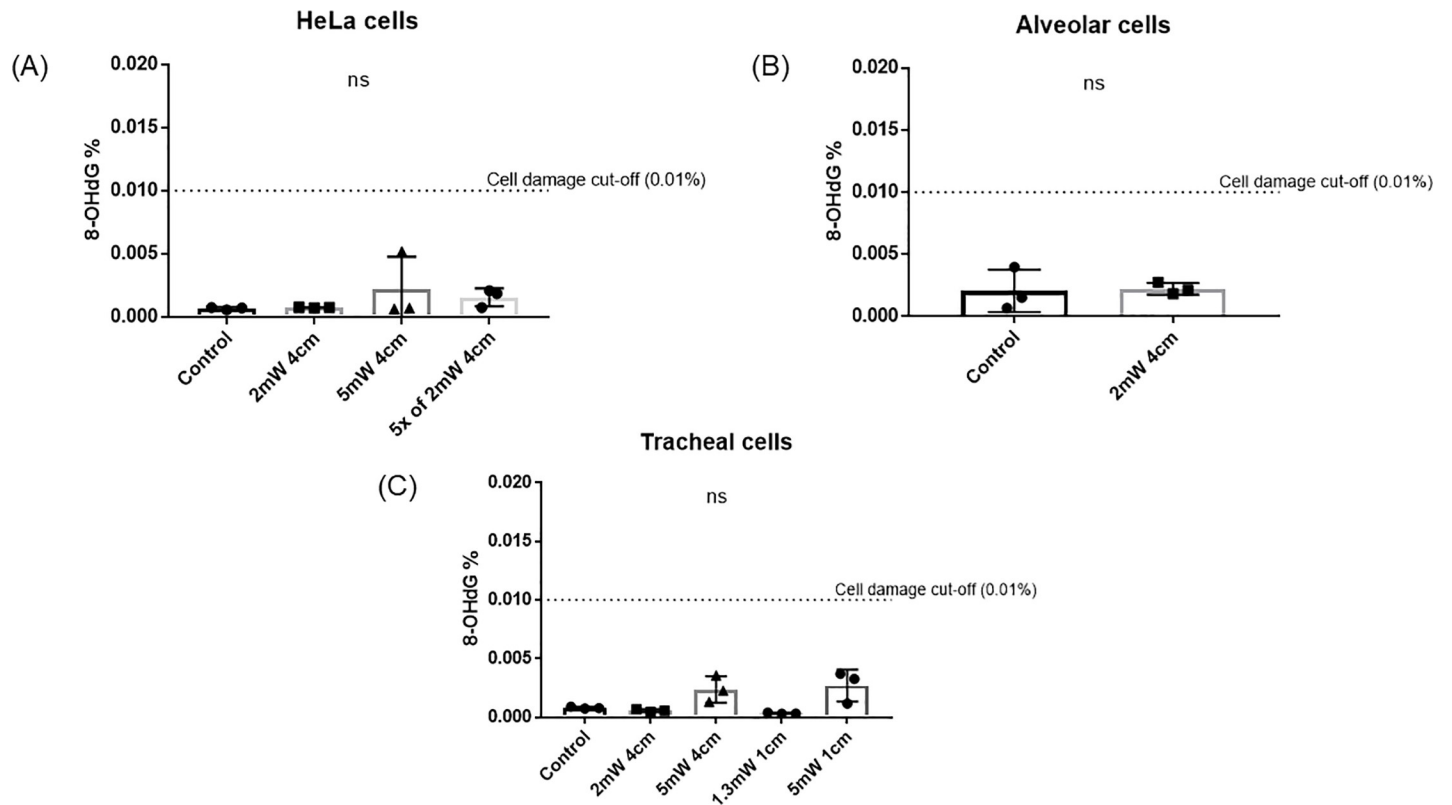 HeLa cells
(A)
ns
8-OHdG %
0.020
0.015
0.010
0.005
0.000
Cell damage cut-off (0.01%)
Control
2mW 4cm
5mW 4cm
5x of 2mW 4cm
Alveolar cells
(B)
ns
8-OHdG %
0.020
0.015
0.010
0.005
0.000
Cell damage cut-off (0.01%)
Control
2mW 4cm
Tracheal cells
(C)
ns
8-OHdG %
0.020
0.015
0.010
0.005
0.000
Cell damage cut-off (0.01%)
Control
2mW 4cm
5mW 4cm
1.3mW 1cm
5mW 1cm